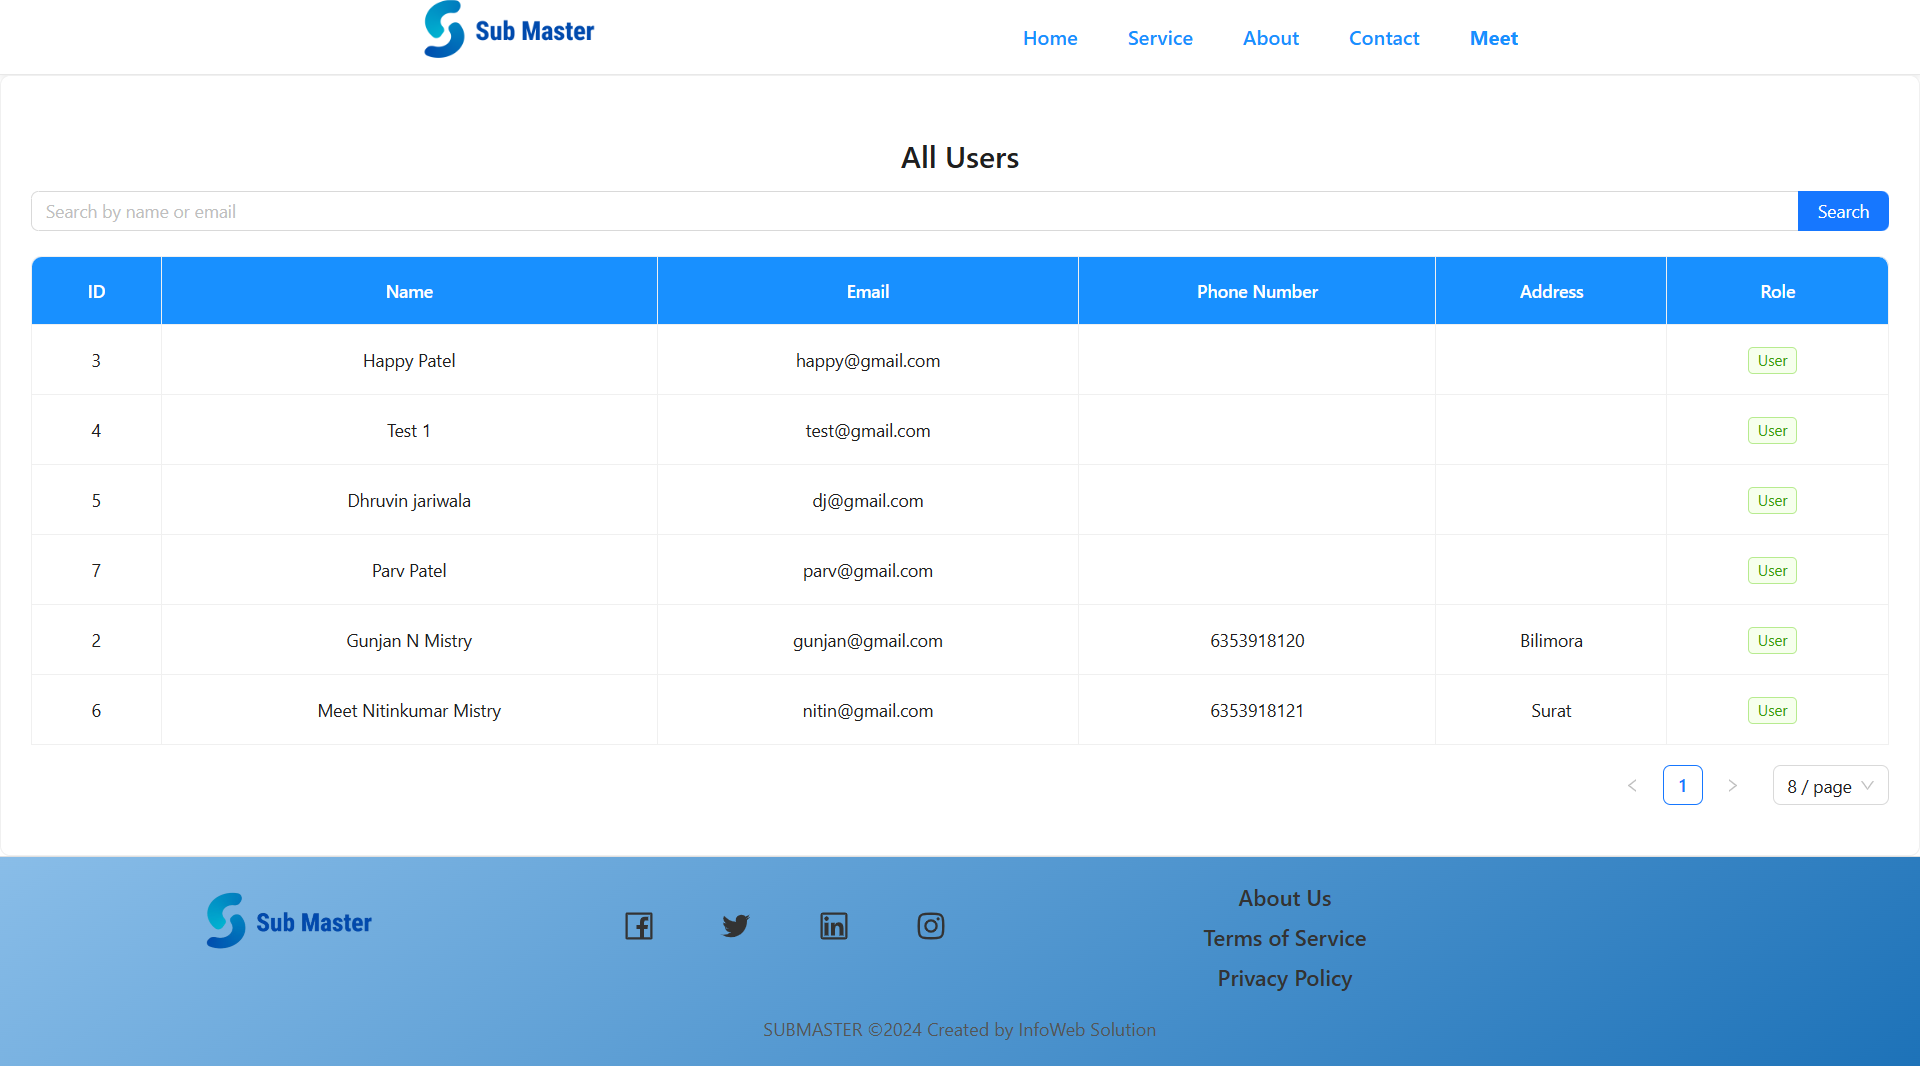 Sub Master
Home Service About Contact Meet
All Users
Search by name or email Search
ID Name Email Phone Number Address Role
3 Happy Patel happy@gmail.com User
4 Test 1 test@gmail.com User
5 Dhruvin jariwala dj@gmail.com User
7 Parv Patel parv@gmail.com User
2 Gunjan N Mistry gunjan@gmail.com 6353918120 Bilimora User
6 Meet Nitinkumar Mistry nitin@gmail.com 6353918121 Surat User
< 1 > 8 / page
Sub Master
About Us
Terms of Service
Privacy Policy
SUBMASTER ©2024 Created by InfoWeb Solution